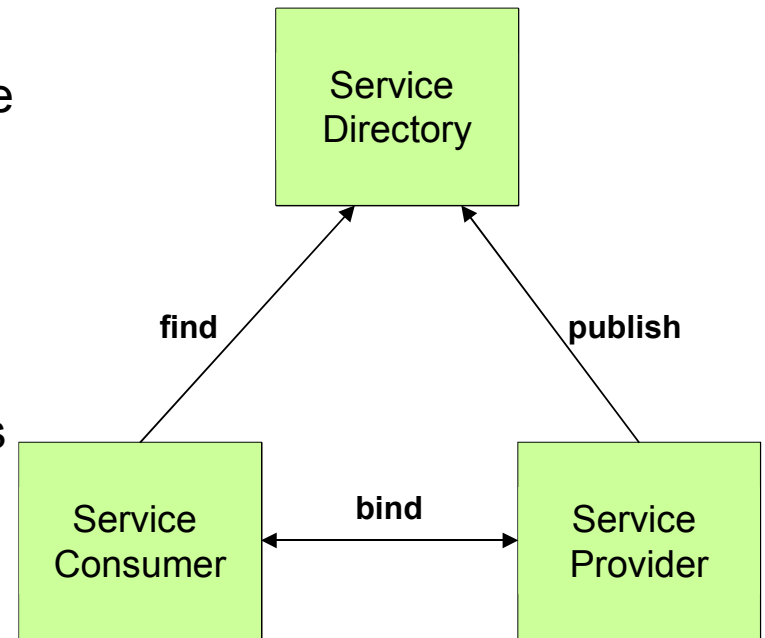 Service
Directory
e
find
publish
s
bind
Service
Consumer
Service
Provider